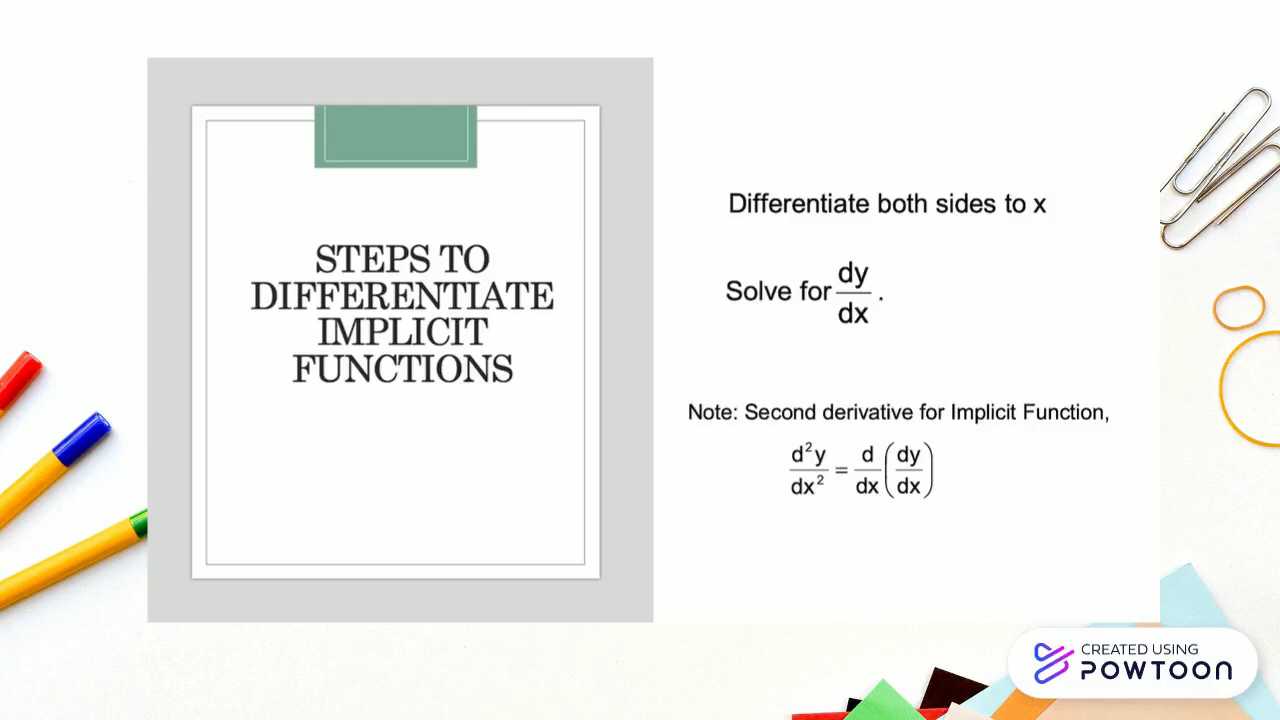 STEPS TO
DIFFERENTIATE
IMPLICIT
FUNCTIONS
Differentiate both sides to x
Solve for dy/dx .
Note: Second derivative for Implicit Function,
d²y/dx² = d/dx (dy/dx)
CREATED USING
POWTOON